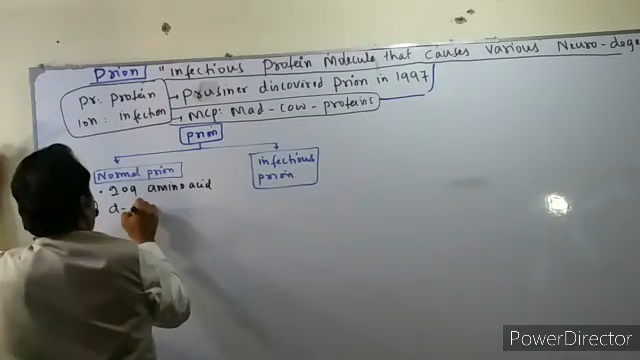 Prion "Infectious Protein Molecule that causes various Neuro-dege
Pr: Protein
Ion: infection
→ Prusiner discovered Prion in 1997
→ MCP: Mad-cow-proteins
Prion
Normal prion
infectious
prion
• 209 amino acid
α-
PowerDirector